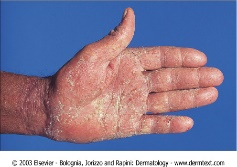 © 2003 Elsevier - Bolognia, Jorizzo and Rapini: Dermatology - www.dermtext.com